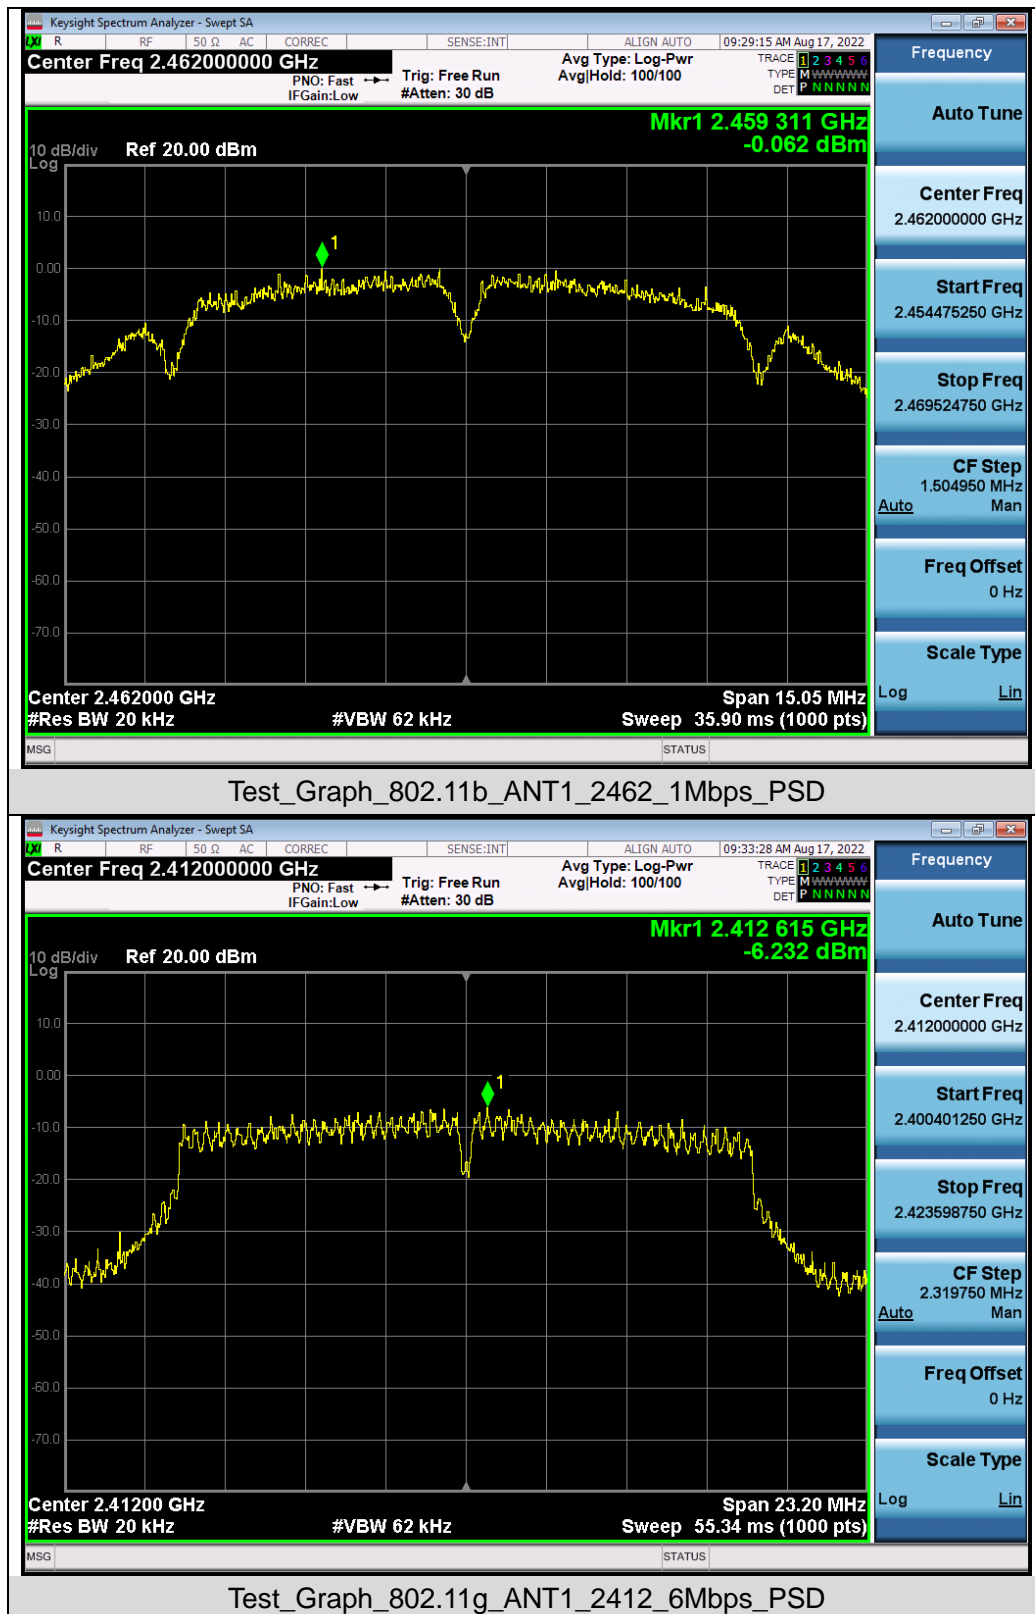 Keysight Spectrum Analyzer - Swept SA
LXI R RF 50 Ω AC CORREC SENSE:INT ALIGN AUTO 09:29:15 AM Aug 17, 2022
Center Freq 2.462000000 GHz
PNO: Fast
IFGain:Low
Trig: Free Run
#Atten: 30 dB
Avg Type: Log-Pwr
Avg|Hold: 100/100
TRACE 1 2 3 4 5 6
TYPE M WWWWW
DET P N N N N N
Mkr1 2.459 311 GHz
-0.062 dBm
10 dB/div Ref 20.00 dBm
Log
10.0
0.00
-10.0
-20.0
-30.0
-40.0
-50.0
-60.0
-70.0
1
Center 2.462000 GHz Span 15.05 MHz
#Res BW 20 kHz #VBW 62 kHz Sweep 35.90 ms (1000 pts)
MSG STATUS
Frequency
Auto Tune
Center Freq
2.462000000 GHz
Start Freq
2.454475250 GHz
Stop Freq
2.469524750 GHz
CF Step
1.504950 MHz
Auto Man
Freq Offset
0 Hz
Scale Type
Log Lin
Test_Graph_802.11b_ANT1_2462_1Mbps_PSD
Keysight Spectrum Analyzer - Swept SA
LXI R RF 50 Ω AC CORREC SENSE:INT ALIGN AUTO 09:33:28 AM Aug 17, 2022
Center Freq 2.412000000 GHz
PNO: Fast
IFGain:Low
Trig: Free Run
#Atten: 30 dB
Avg Type: Log-Pwr
Avg|Hold: 100/100
TRACE 1 2 3 4 5 6
TYPE M WWWWW
DET P N N N N N
Mkr1 2.412 615 GHz
-6.232 dBm
10 dB/div Ref 20.00 dBm
Log
10.0
0.00
-10.0
-20.0
-30.0
-40.0
-50.0
-60.0
-70.0
1
Center 2.41200 GHz Span 23.20 MHz
#Res BW 20 kHz #VBW 62 kHz Sweep 55.34 ms (1000 pts)
MSG STATUS
Frequency
Auto Tune
Center Freq
2.412000000 GHz
Start Freq
2.400401250 GHz
Stop Freq
2.423598750 GHz
CF Step
2.319750 MHz
Auto Man
Freq Offset
0 Hz
Scale Type
Log Lin
Test_Graph_802.11g_ANT1_2412_6Mbps_PSD